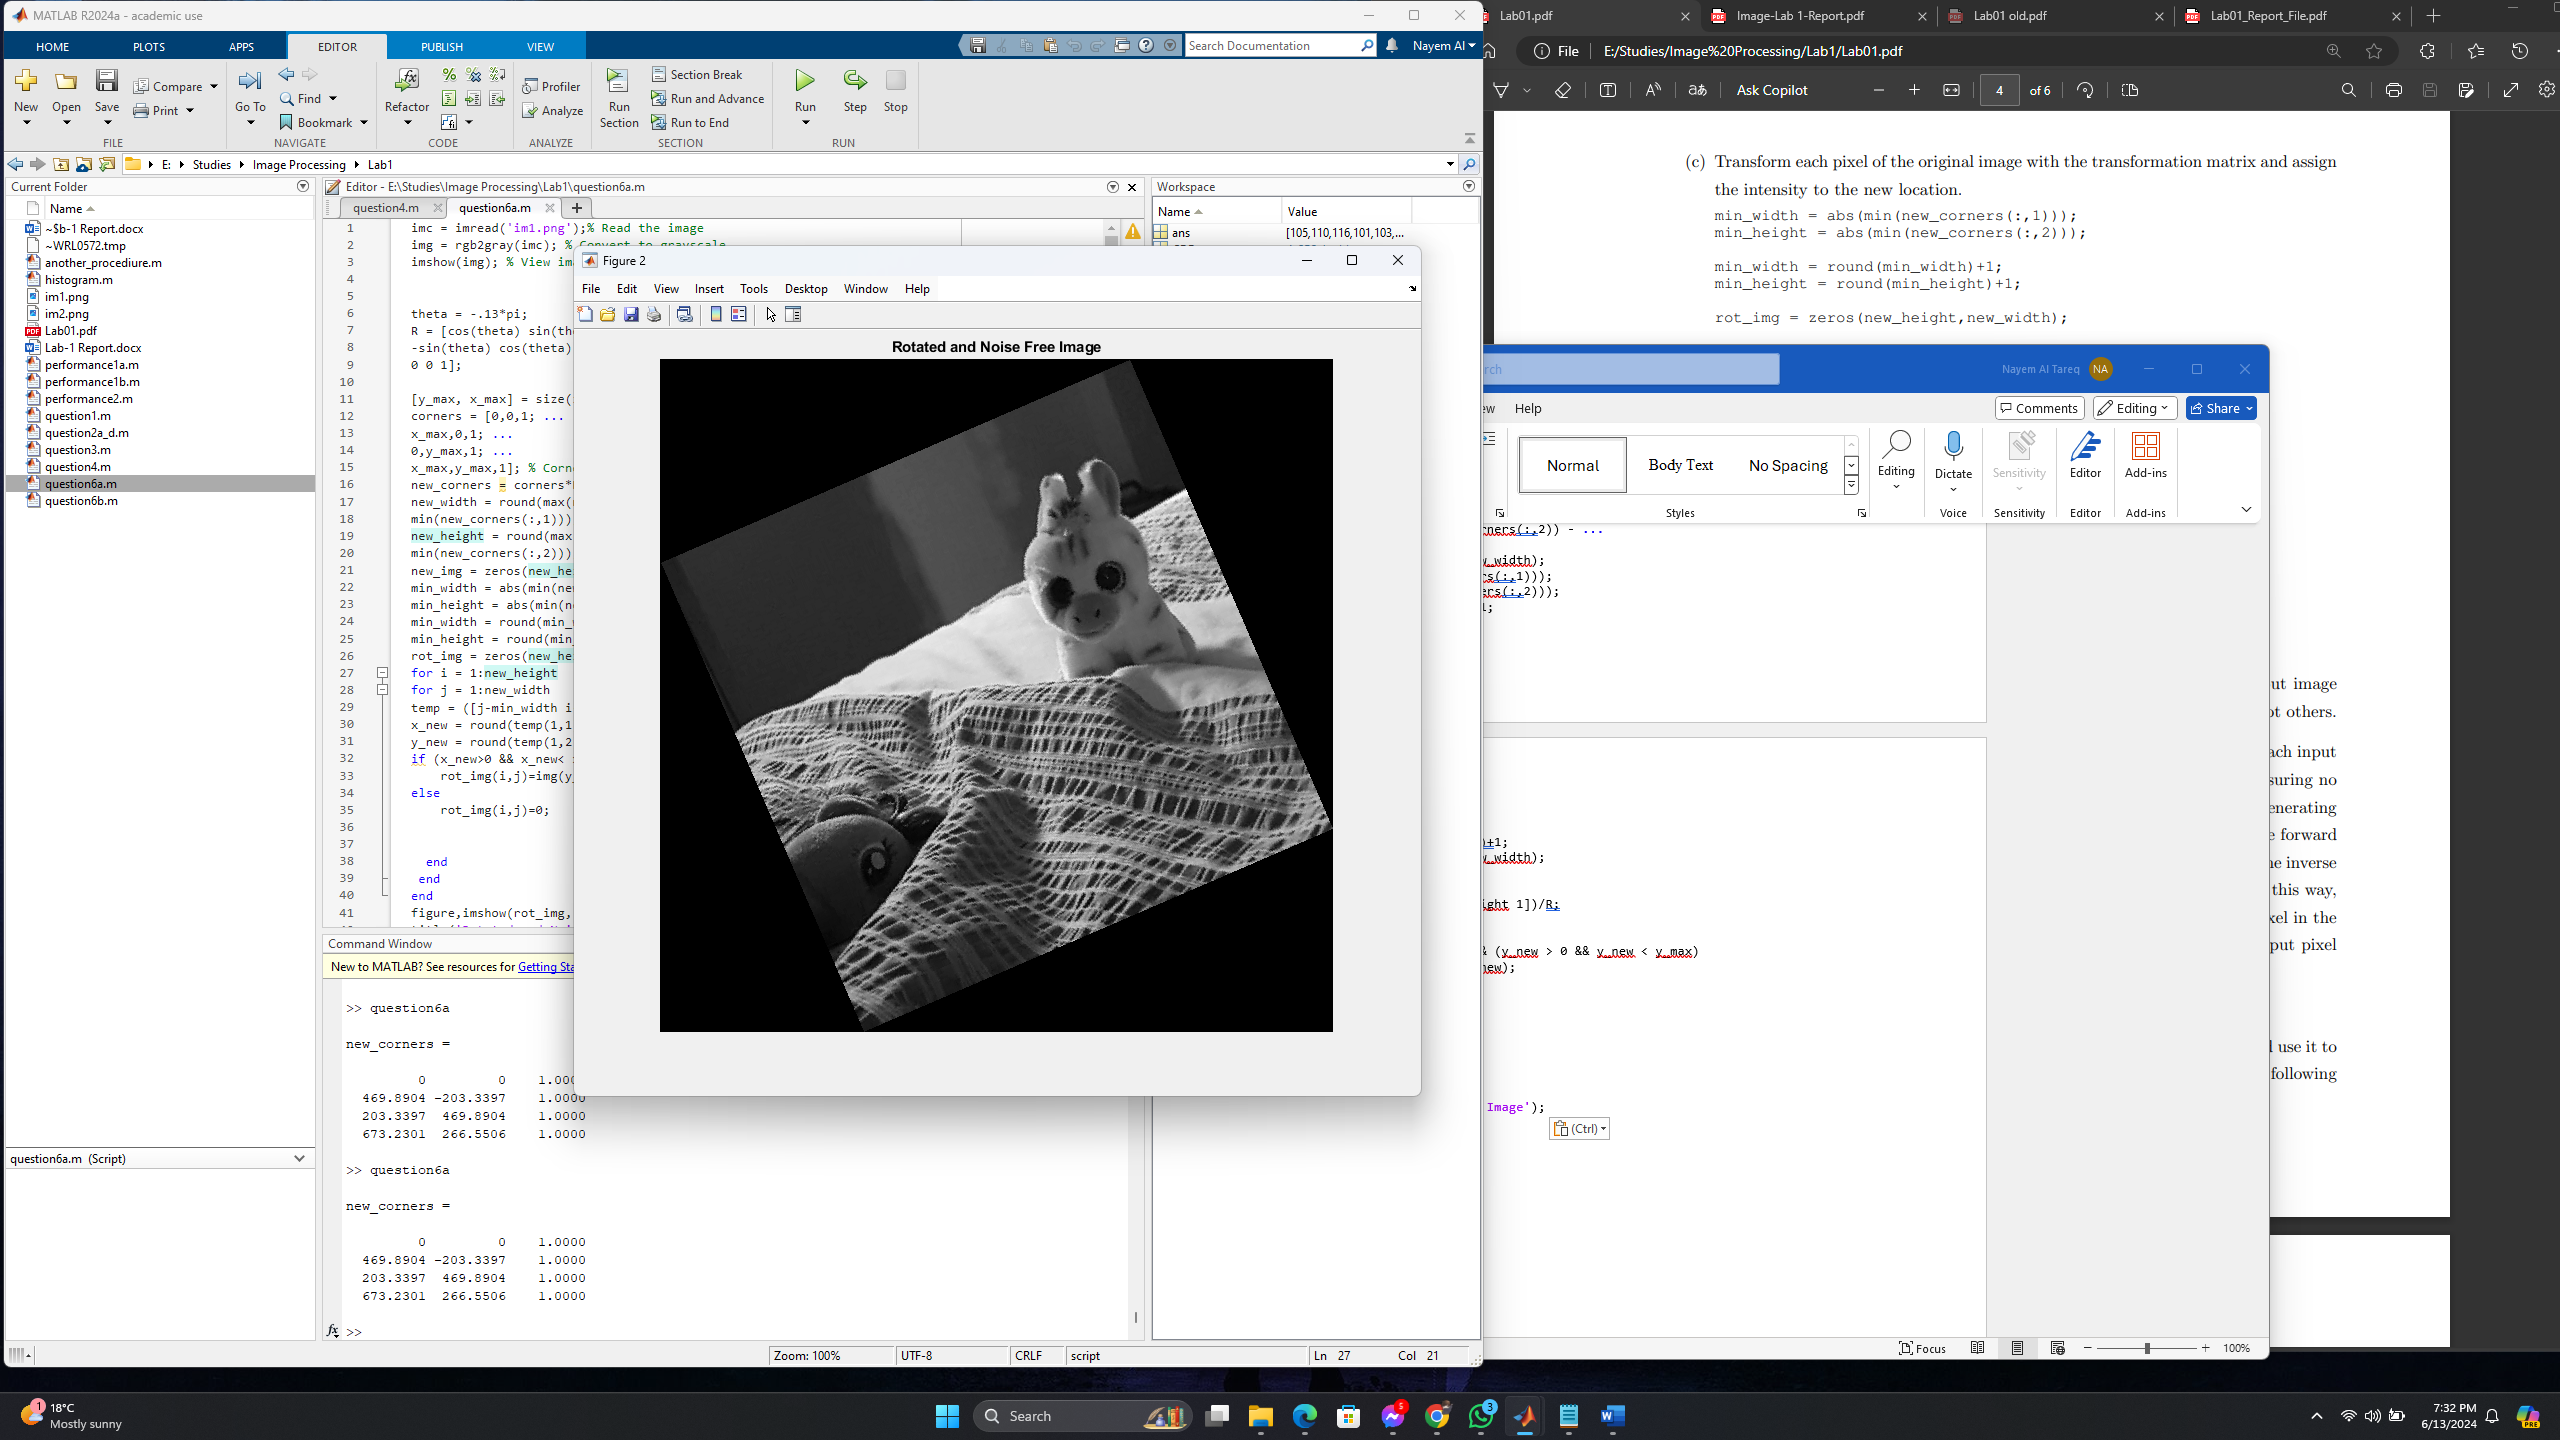 MATLAB R2024a - academic use
HOME PLOTS APPS EDITOR PUBLISH VIEW
Search Documentation
Nayem Al
New Open Save Compare Print
Go To Find Bookmark
Refactor
Profiler
Analyze
Run Section
Section Break
Run and Advance
Run to End
Run Step Stop
FILE NAVIGATE CODE ANALYZE SECTION RUN
E: Studies Image Processing Lab1
Current Folder
Name
~$b-1 Report.docx
~WRL0572.tmp
another_procediure.m
histogram.m
im1.png
im2.png
Lab01.pdf
Lab-1 Report.docx
performance1a.m
performance1b.m
performance2.m
question1.m
question2a_d.m
question3.m
question4.m
question6a.m
question6b.m
question6a.m (Script)
Editor - E:\Studies\Image Processing\Lab1\question6a.m
question4.m question6a.m
1 imc = imread('im1.png');% Read the image
2 img = rgb2gray(imc); % Convert to grayscale
3 imshow(img); % View im
4
5
6 theta = -.13*pi;
7 R = [cos(theta) sin(th
8 -sin(theta) cos(theta)
9 0 0 1];
10
11 [y_max, x_max] = size(
12 corners = [0,0,1; ...
13 x_max,0,1; ...
14 0,y_max,1; ...
15 x_max,y_max,1]; % Corn
16 new_corners = corners*
17 new_width = round(max(
18 min(new_corners(:,1)))
19 new_height = round(max
20 min(new_corners(:,2)))
21 new_img = zeros(new_he
22 min_width = abs(min(ne
23 min_height = abs(min(n
24 min_width = round(min_
25 min_height = round(min
26 rot_img = zeros(new_he
27 for i = 1:new_height
28 for j = 1:new_width
29 temp = ([j-min_width i
30 x_new = round(temp(1,1
31 y_new = round(temp(1,2
32 if (x_new>0 && x_new<
33 rot_img(i,j)=img(y_
34 else
35 rot_img(i,j)=0;
36
37
38 end
39 end
40 end
41 figure,imshow(rot_img,
Workspace
Name Value
ans [105,110,116,101,103,...
Figure 2
File Edit View Insert Tools Desktop Window Help
Rotated and Noise Free Image
Command Window
New to MATLAB? See resources for Getting Sta
>> question6a
new_corners =
0 0 1.000
469.8904 -203.3397 1.0000
203.3397 469.8904 1.0000
673.2301 266.5506 1.0000
>> question6a
new_corners =
0 0 1.0000
469.8904 -203.3397 1.0000
203.3397 469.8904 1.0000
673.2301 266.5506 1.0000
fx >>
Zoom: 100% UTF-8 CRLF script Ln 27 Col 21
Lab01.pdf Image-Lab 1-Report.pdf Lab01 old.pdf Lab01_Report_File.pdf
File E:/Studies/Image%20Processing/Lab1/Lab01.pdf
Ask Copilot 4 of 6
(c) Transform each pixel of the original image with the transformation matrix and assign
the intensity to the new location.
min_width = abs(min(new_corners(:,1)));
min_height = abs(min(new_corners(:,2)));
min_width = round(min_width)+1;
min_height = round(min_height)+1;
rot_img = zeros(new_height,new_width);
rch
Nayem Al Tareq NA
ew Help Comments Editing Share
Normal Body Text No Spacing
Editing Dictate Sensitivity Editor Add-ins
Styles Voice Sensitivity Editor Add-ins
ners(:,2)) - ...
w_width);
rs(:,1)));
ers(:,2)));
1;
)+1;
w_width);
ight 1])/R;
& (y_new > 0 && y_new < y_max)
new);
Image');
(Ctrl)
Focus 100%
ut image
ot others.
ach input
suring no
enerating
e forward
he inverse
this way,
xel in the
put pixel
l use it to
following
1
18°C
Mostly sunny
Search
5
3
7:32 PM
6/13/2024
PRE